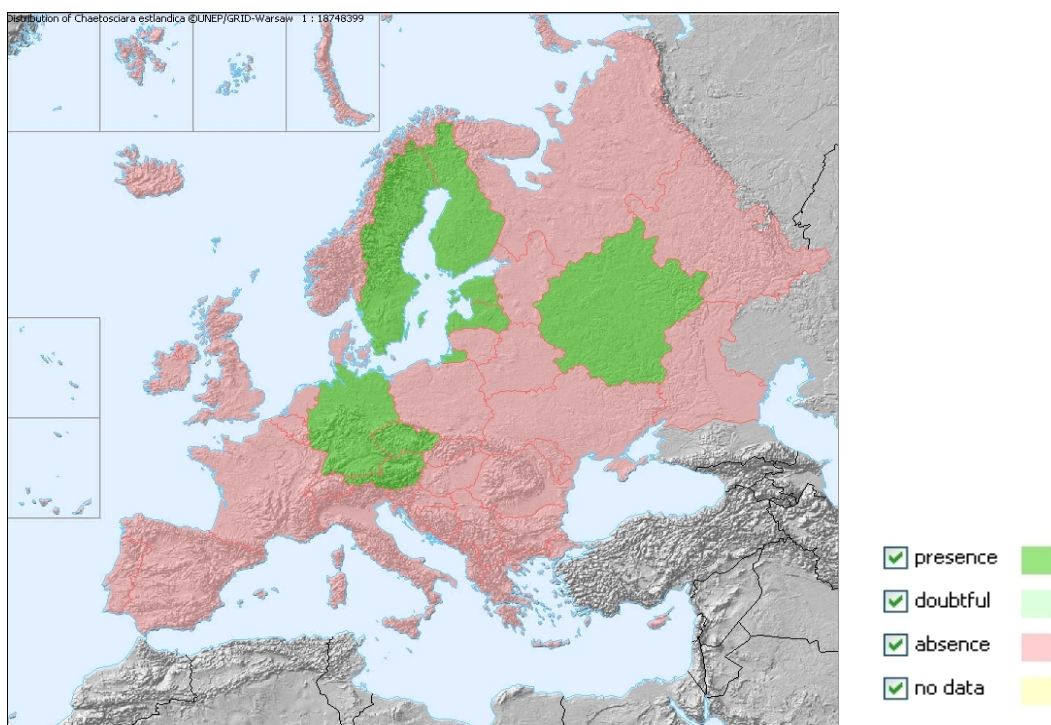 Distribution of Chaetosciara estlandica ©UNEP/GRID-Warsaw 1 : 18748399
presence
doubtful
absence
no data